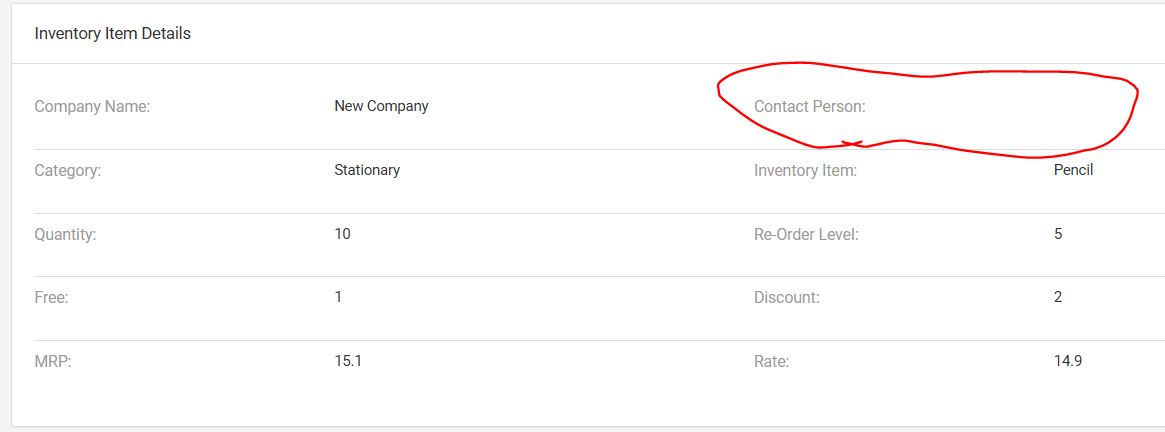 Inventory Item Details
Company Name: New Company Contact Person:
Category: Stationary Inventory Item: Pencil
Quantity: 10 Re-Order Level: 5
Free: 1 Discount: 2
MRP: 15.1 Rate: 14.9